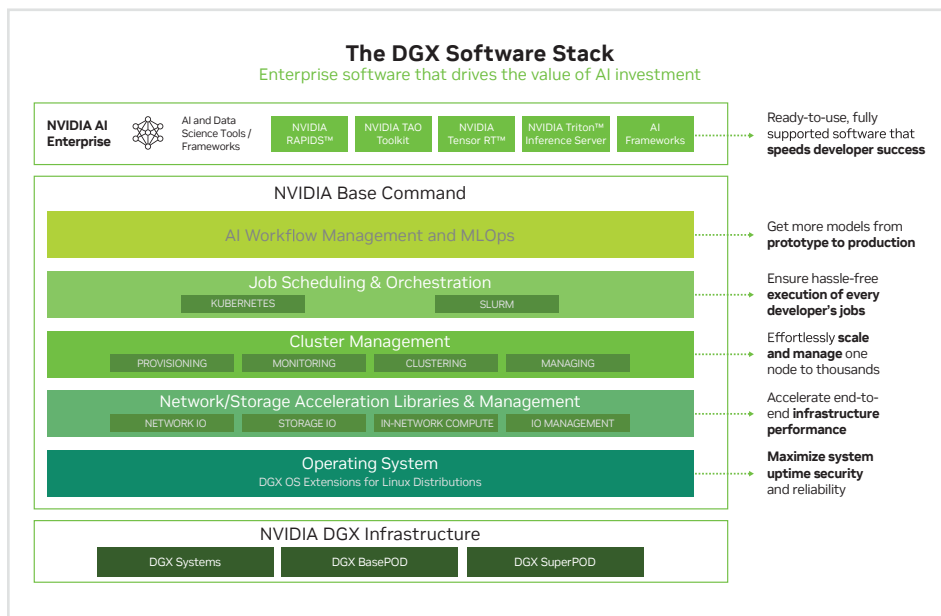 The DGX Software Stack
Enterprise software that drives the value of AI investment
NVIDIA AI
Enterprise
AI and Data
Science Tools /
Frameworks
NVIDIA
RAPIDS™
NVIDIA TAO
Toolkit
NVIDIA
Tensor RT™
NVIDIA Triton™
Inference Server
AI
Frameworks
Ready-to-use, fully
supported software that
speeds developer success
NVIDIA Base Command
AI Workflow Management and MLOps
Get more models from
prototype to production
Job Scheduling & Orchestration
KUBERNETES
SLURM
Ensure hassle-free
execution of every
developer's jobs
Cluster Management
PROVISIONING
MONITORING
CLUSTERING
MANAGING
Effortlessly scale
and manage one
node to thousands
Network/Storage Acceleration Libraries & Management
NETWORK IO
STORAGE IO
IN-NETWORK COMPUTE
IO MANAGEMENT
Accelerate end-to-
end infrastructure
performance
Operating System
DGX OS Extensions for Linux Distributions
Maximize system
uptime security
and reliability
NVIDIA DGX Infrastructure
DGX Systems
DGX BasePOD
DGX SuperPOD